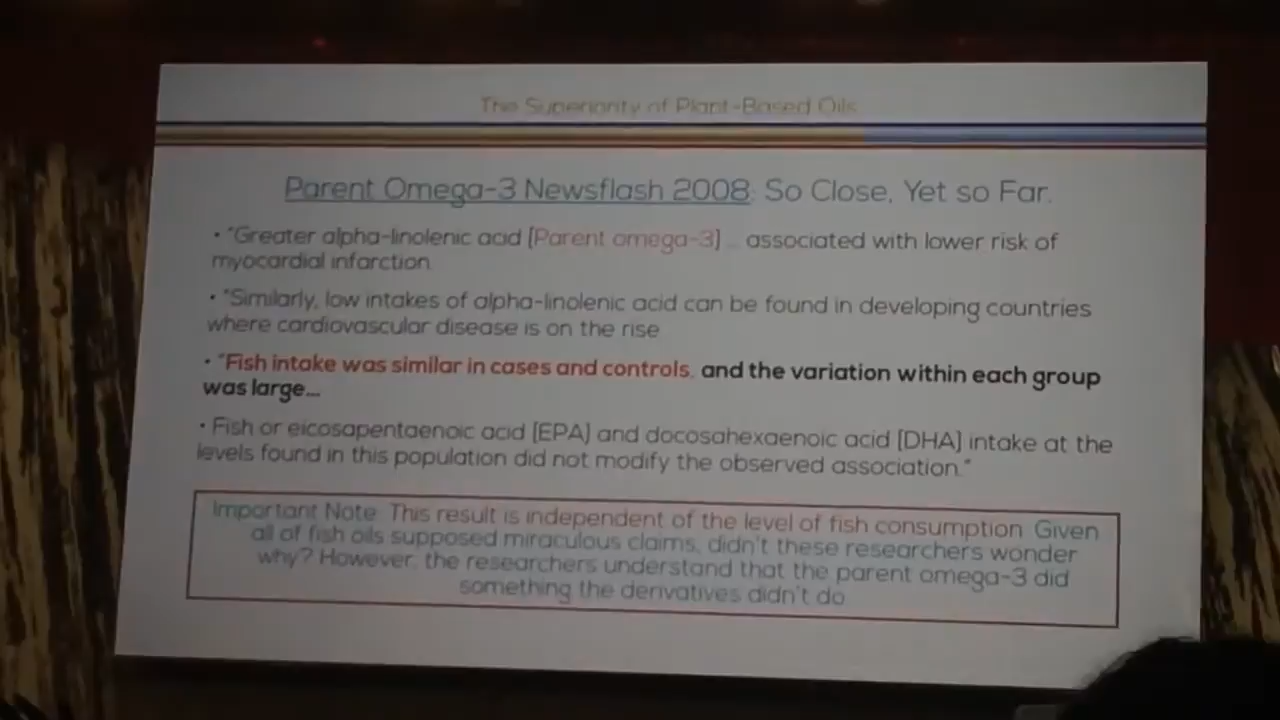 The Superiority of Plant-Based Oils
Parent Omega-3 Newsflash 2008: So Close, Yet so Far.
• "Greater alpha-linolenic acid [Parent omega-3] ... associated with lower risk of
myocardial infarction.
• "Similarly, low intakes of alpha-linolenic acid can be found in developing countries
where cardiovascular disease is on the rise
• "Fish intake was similar in cases and controls, and the variation within each group
was large...
• Fish or eicosapentaenoic acid [EPA] and docosahexaenoic acid [DHA] intake at the
levels found in this population did not modify the observed association."
Important Note: This result is independent of the level of fish consumption. Given
all of fish oils supposed miraculous claims, didn't these researchers wonder
why? However, the researchers understand that the parent omega-3 did
something the derivatives didn't do.